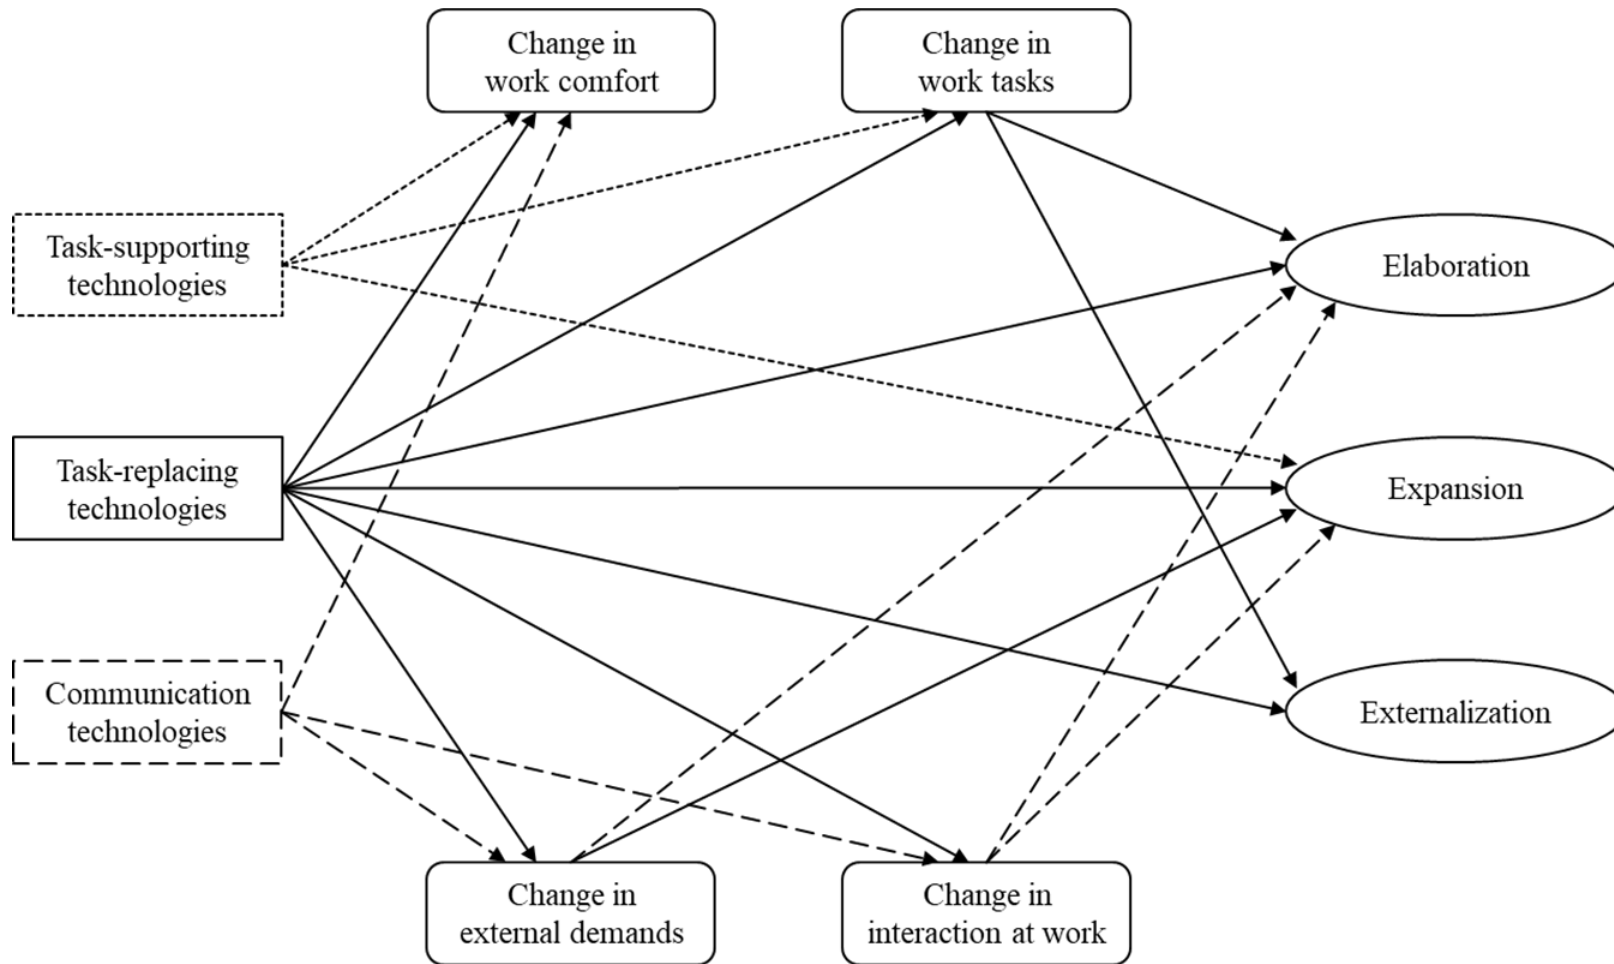 Change in
work comfort
Change in
work tasks
Task-supporting
technologies
Elaboration
Task-replacing
technologies
Expansion
Communication
technologies
Externalization
Change in
external demands
Change in
interaction at work